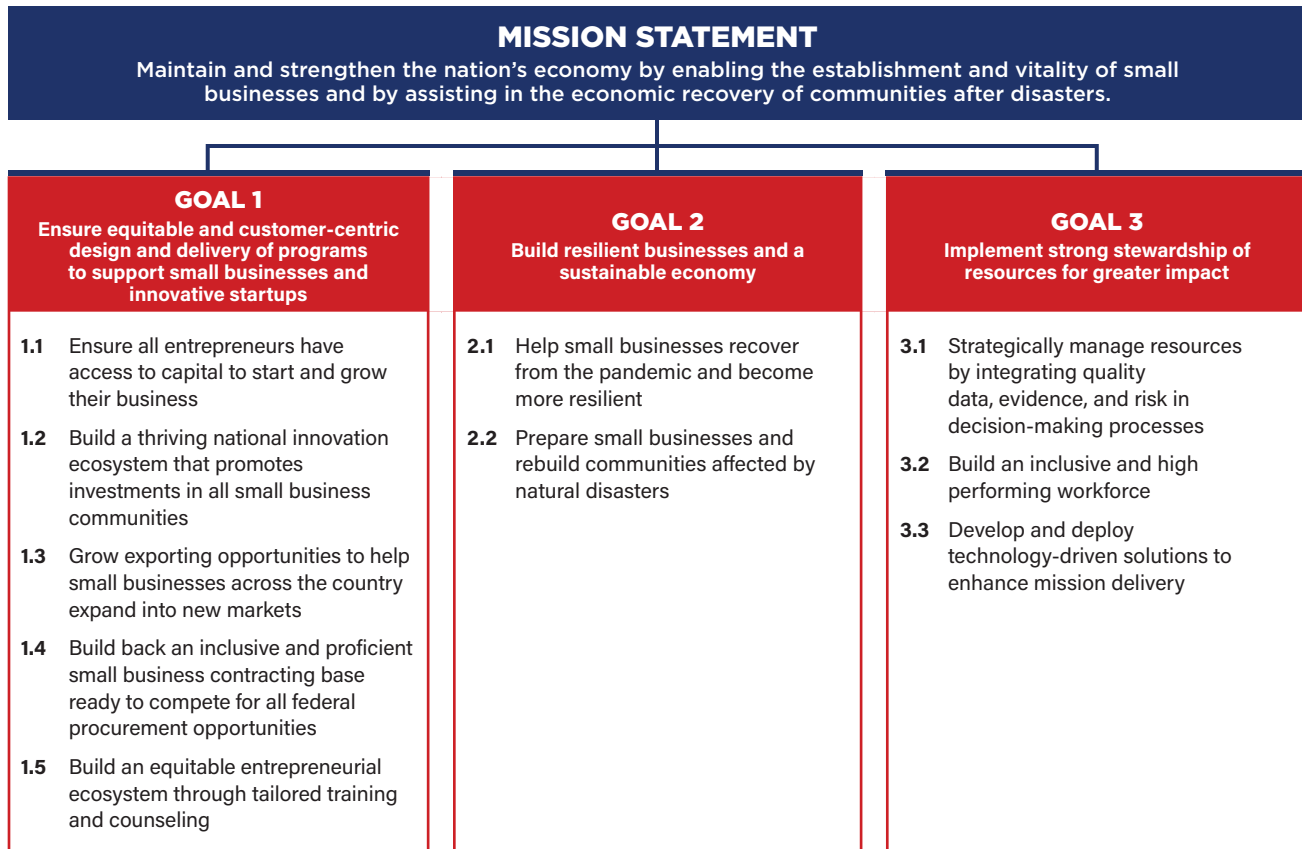 MISSION STATEMENT
Maintain and strengthen the nation’s economy by enabling the establishment and vitality of small
businesses and by assisting in the economic recovery of communities after disasters.
GOAL 1
Ensure equitable and customer-centric
design and delivery of programs
to support small businesses and
innovative startups
1.1 Ensure all entrepreneurs have
access to capital to start and grow
their business
1.2 Build a thriving national innovation
ecosystem that promotes
investments in all small business
communities
1.3 Grow exporting opportunities to help
small businesses across the country
expand into new markets
1.4 Build back an inclusive and proficient
small business contracting base
ready to compete for all federal
procurement opportunities
1.5 Build an equitable entrepreneurial
ecosystem through tailored training
and counseling
GOAL 2
Build resilient businesses and a
sustainable economy
2.1 Help small businesses recover
from the pandemic and become
more resilient
2.2 Prepare small businesses and
rebuild communities affected by
natural disasters
GOAL 3
Implement strong stewardship of
resources for greater impact
3.1 Strategically manage resources
by integrating quality
data, evidence, and risk in
decision-making processes
3.2 Build an inclusive and high
performing workforce
3.3 Develop and deploy
technology-driven solutions to
enhance mission delivery